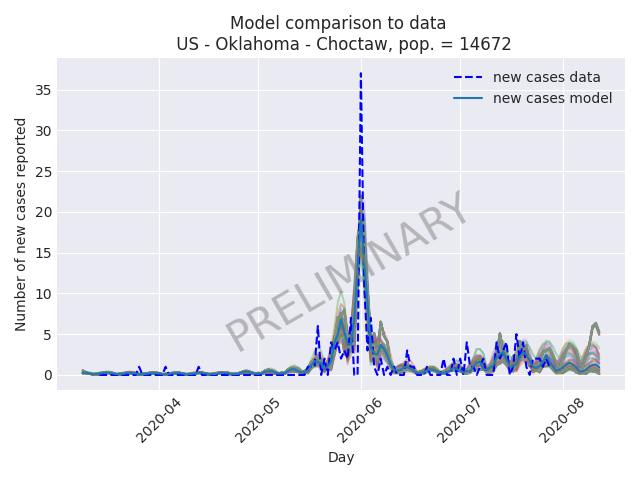 Model comparison to data
US - Oklahoma - Choctaw, pop. = 14672
new cases data
new cases model
Number of new cases reported
35
30
25
20
15
10
5
0
PRELIMINARY
2020-04
2020-05
2020-06
2020-07
2020-08
Day